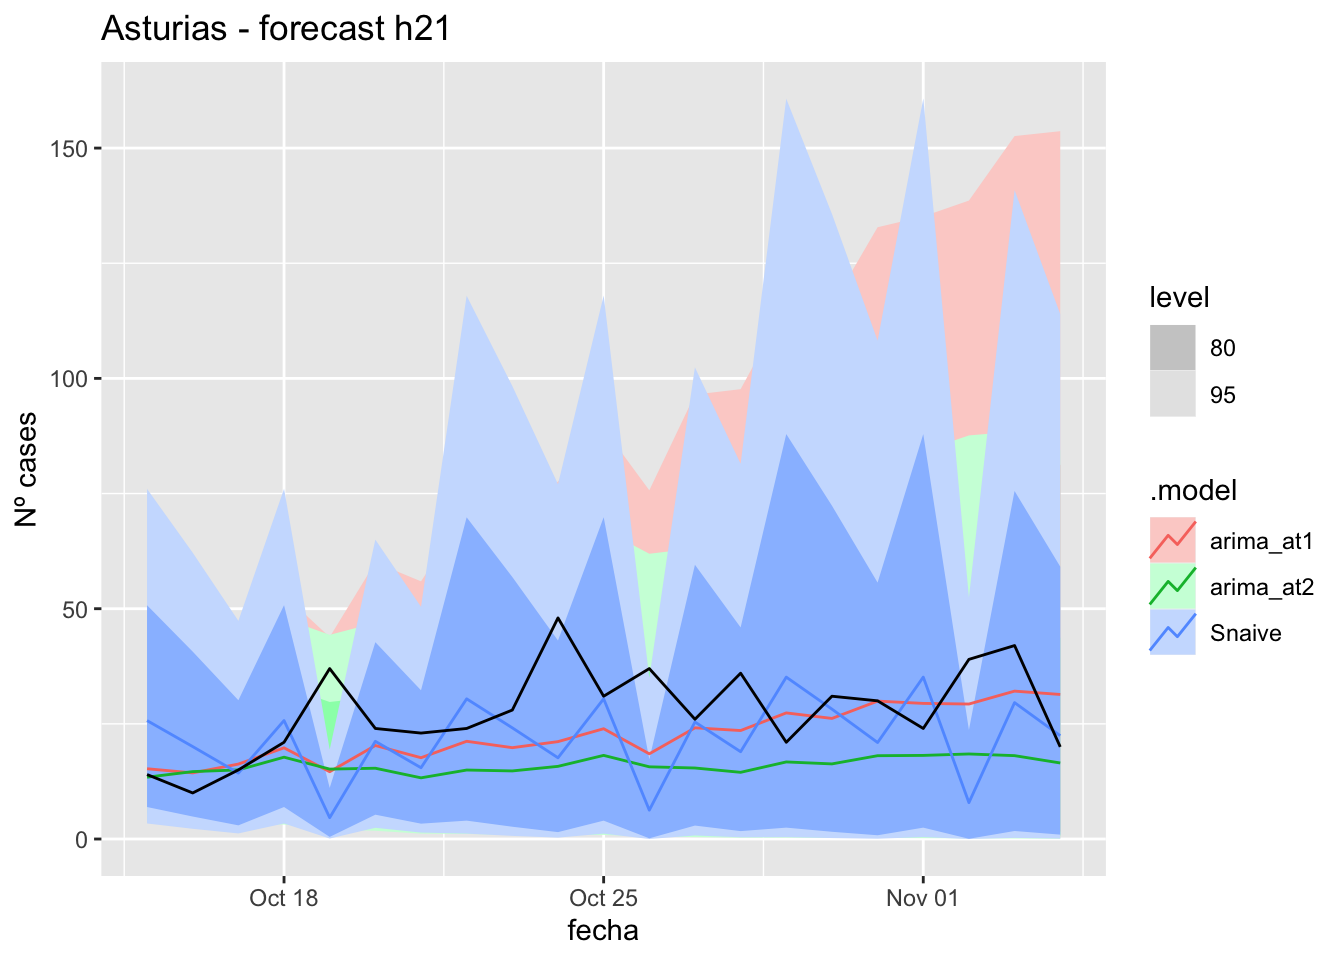 Asturias - forecast h21
Nº cases
150
100
50
0
Oct 18
Oct 25
Nov 01
fecha
level
80
95
.model
arima_at1
arima_at2
Snaive